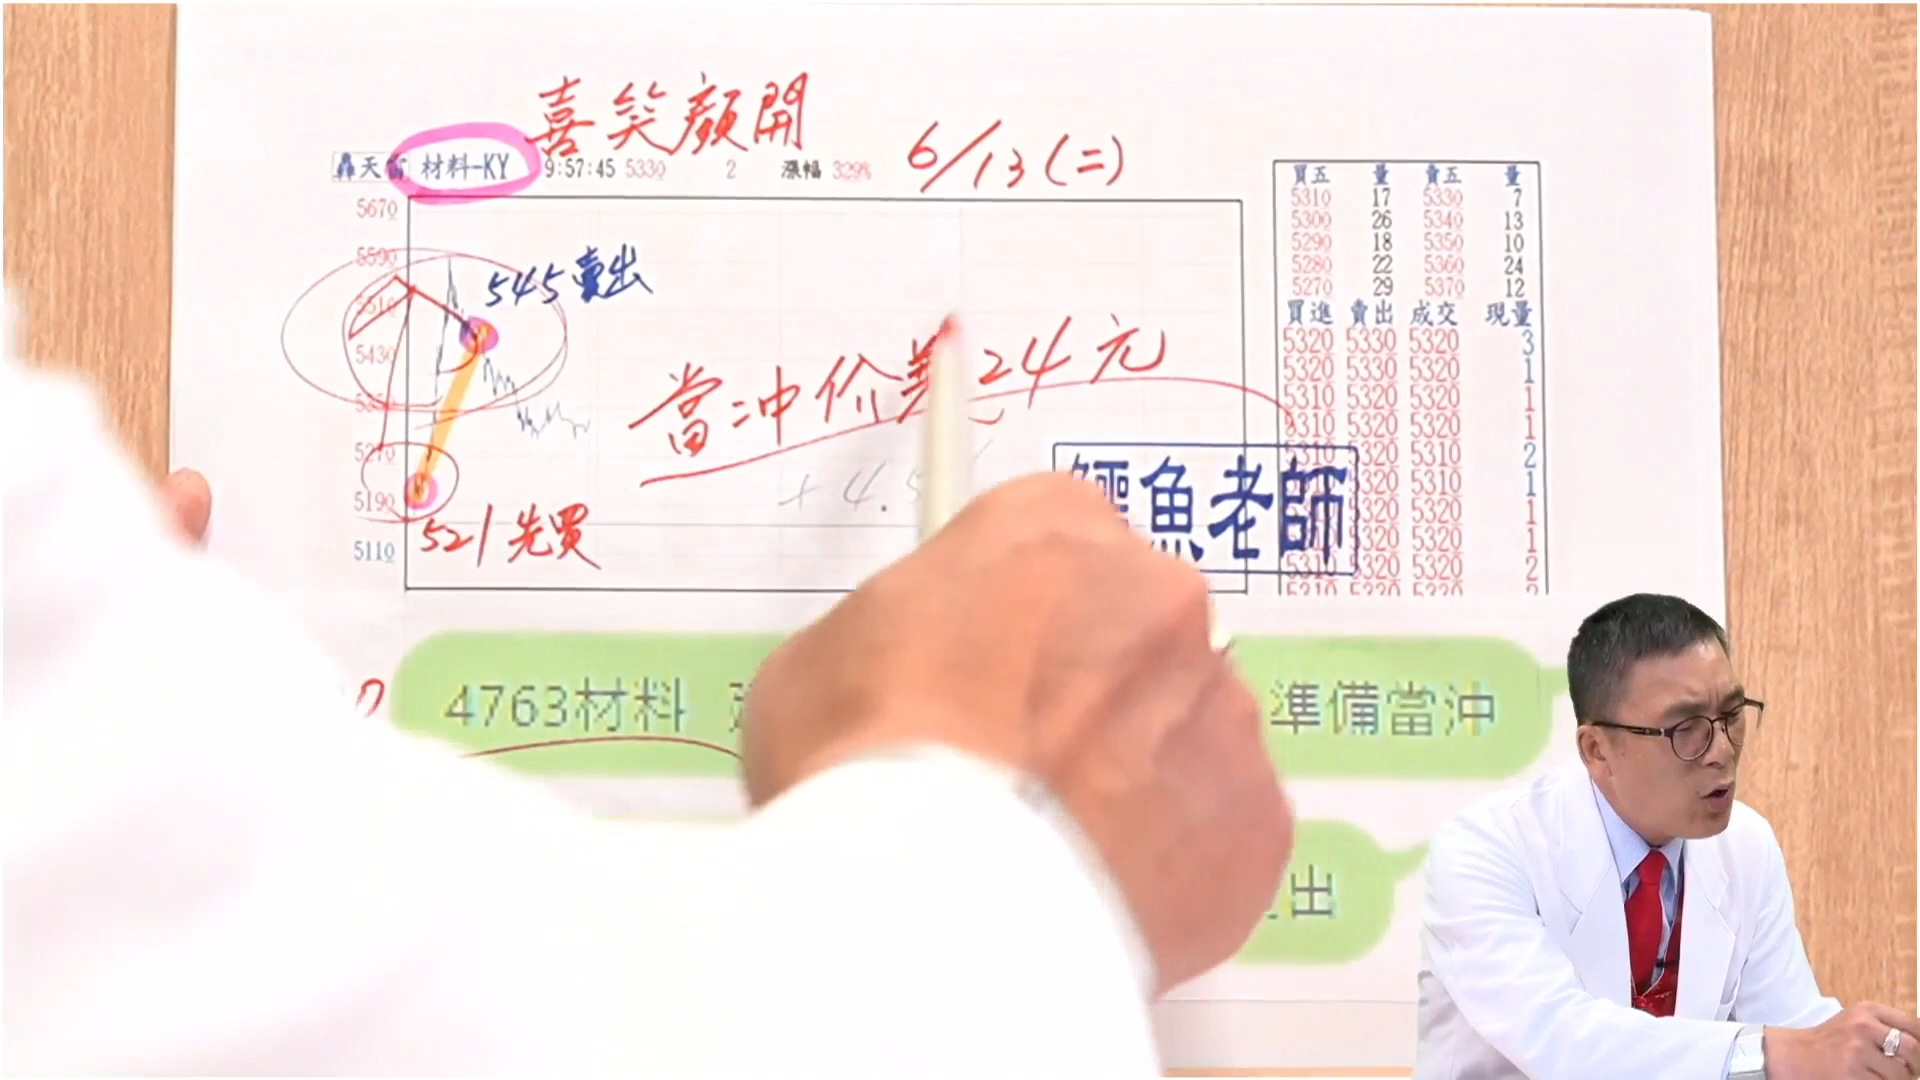 喜笑顏開
轟天雷 材料-KY 9:57:45 5330 2 漲幅 329% 6/13(二)
5670
5590
5510
5430
5270
5190
5110
545賣出
當沖价差24元
+4.5
521先買
鱷魚老師
買五 量 賣五 量
5310 17 5330 7
5300 26 5340 13
5290 18 5350 10
5280 22 5360 24
5270 29 5370 12
買進 賣出 成交 現量
5320 5330 5320 3
5320 5330 5320 1
5310 5320 5320 1
5310 5320 5320 1
5310 5320 5320 2
5310 5320 5320 1
5320 5320 1
5320 5320 1
5310 5320 5320 2
4763材料
準備當沖
出